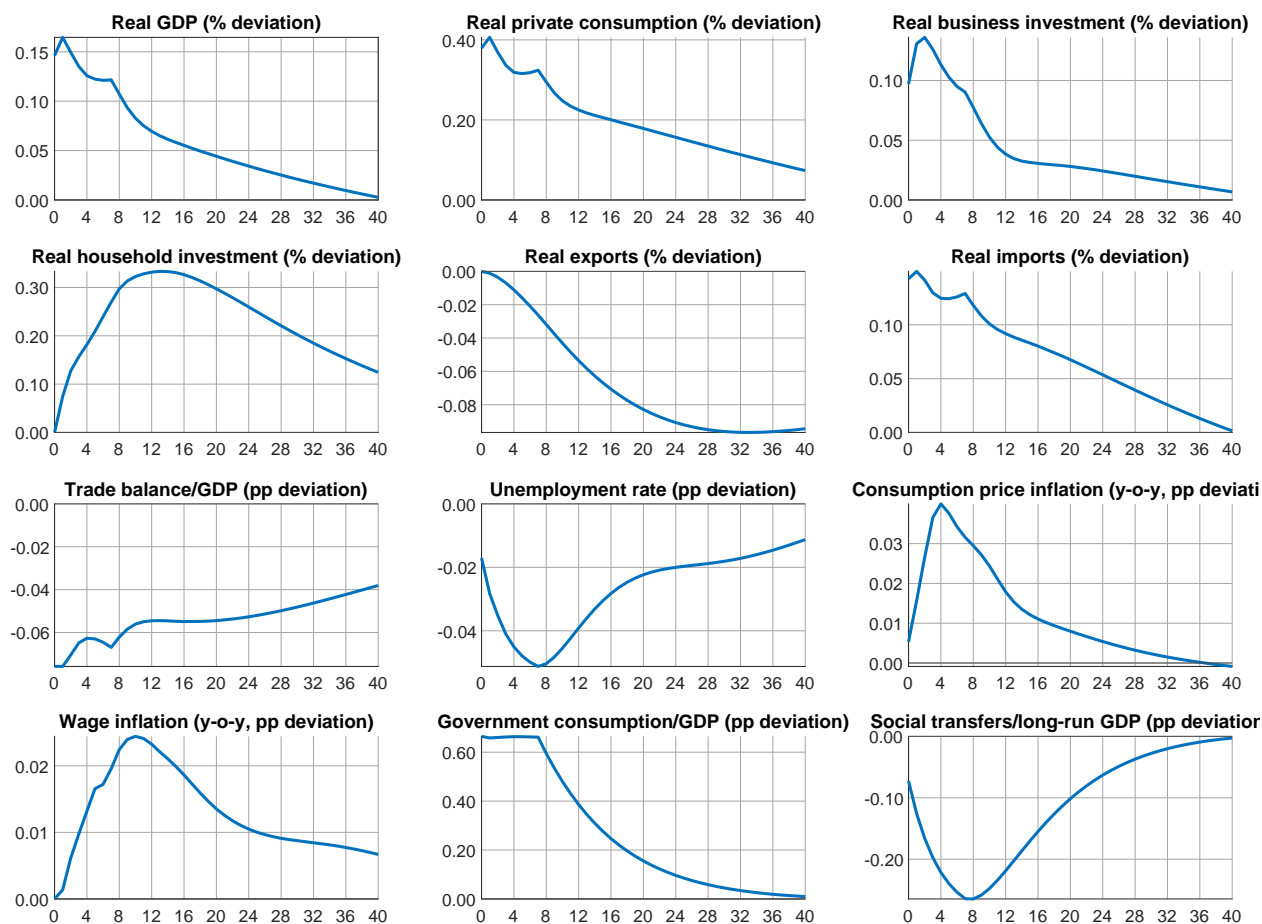 Real GDP (% deviation)
0.15
0.10
0.05
0.00
0 4 8 12 16 20 24 28 32 36 40
Real private consumption (% deviation)
0.40
0.20
0.00
0 4 8 12 16 20 24 28 32 36 40
Real business investment (% deviation)
0.10
0.05
0.00
0 4 8 12 16 20 24 28 32 36 40
Real household investment (% deviation)
0.30
0.20
0.10
0.00
0 4 8 12 16 20 24 28 32 36 40
Real exports (% deviation)
0.00
-0.02
-0.04
-0.06
-0.08
0 4 8 12 16 20 24 28 32 36 40
Real imports (% deviation)
0.10
0.05
0.00
0 4 8 12 16 20 24 28 32 36 40
Trade balance/GDP (pp deviation)
0.00
-0.02
-0.04
-0.06
0 4 8 12 16 20 24 28 32 36 40
Unemployment rate (pp deviation)
0.00
-0.02
-0.04
0 4 8 12 16 20 24 28 32 36 40
Consumption price inflation (y-o-y, pp deviati
0.03
0.02
0.01
0.00
0 4 8 12 16 20 24 28 32 36 40
Wage inflation (y-o-y, pp deviation)
0.02
0.01
0.00
0 4 8 12 16 20 24 28 32 36 40
Government consumption/GDP (pp deviation)
0.60
0.40
0.20
0.00
0 4 8 12 16 20 24 28 32 36 40
Social transfers/long-run GDP (pp deviation
0.00
-0.10
-0.20
0 4 8 12 16 20 24 28 32 36 40